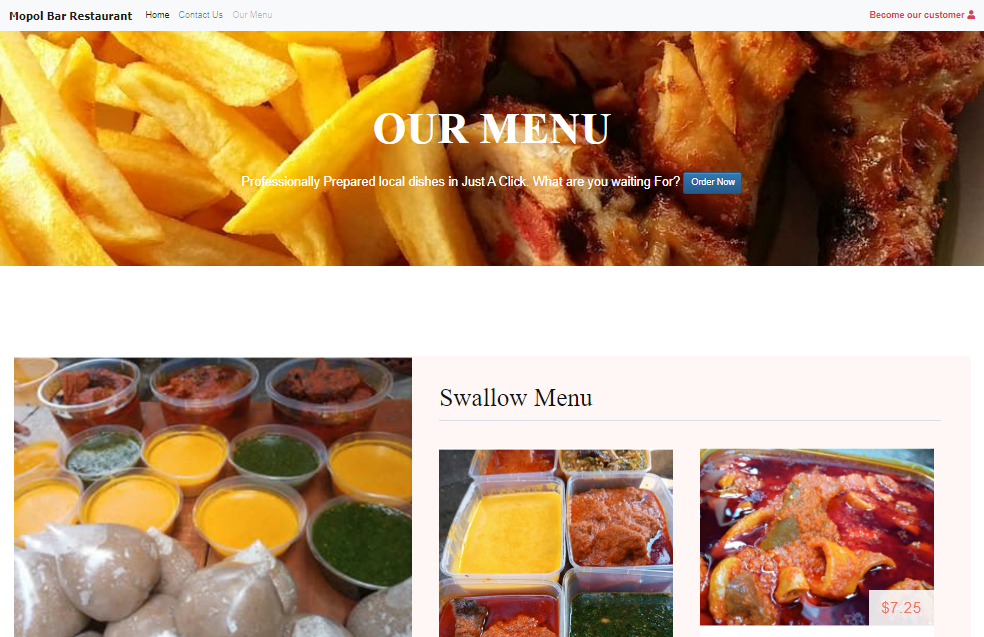 Mopol Bar Restaurant Home Contact Us Our Menu Become our customer
OUR MENU
Professionally Prepared local dishes in Just A Click. What are you waiting For? Order Now
Swallow Menu
$7.25